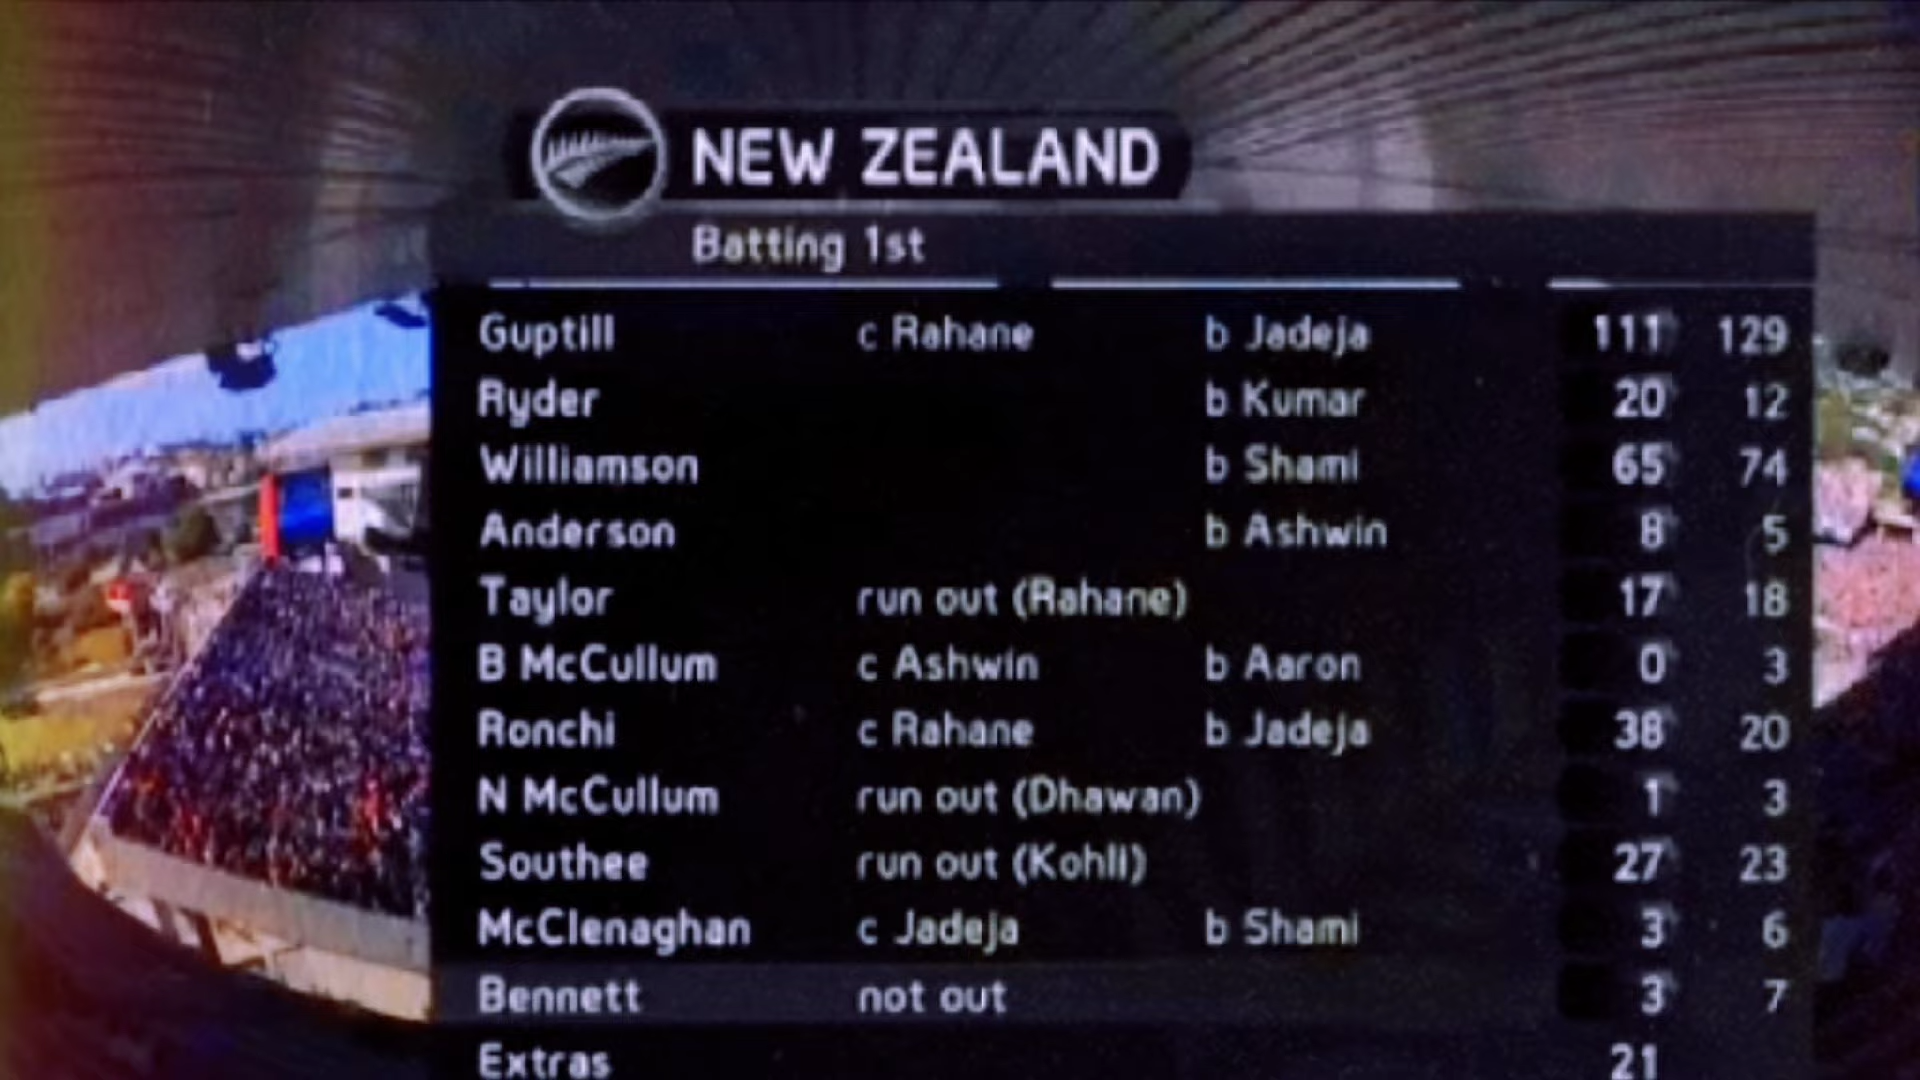 NEW ZEALAND
Batting 1st
Guptill c Rahane b Jadeja 111 129
Ryder b Kumar 20 12
Williamson b Shami 65 74
Anderson b Ashwin 8 5
Taylor run out (Rahane) 17 18
B McCullum c Ashwin b Aaron 0 3
Ronchi c Rahane b Jadeja 38 20
N McCullum run out (Dhawan) 1 3
Southee run out (Kohli) 27 23
McClenaghan c Jadeja b Shami 3 6
Bennett not out 3 7
Extras 21